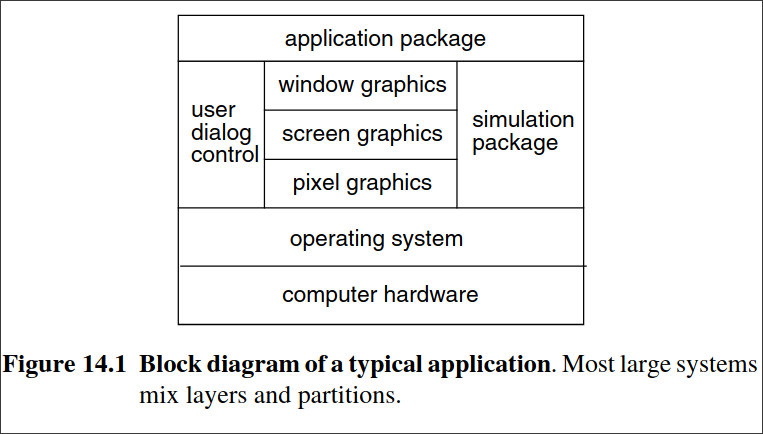 application package
user
dialog
control
window graphics
screen graphics
pixel graphics
simulation
package
operating system
computer hardware
Figure 14.1 Block diagram of a typical application. Most large systems
mix layers and partitions.